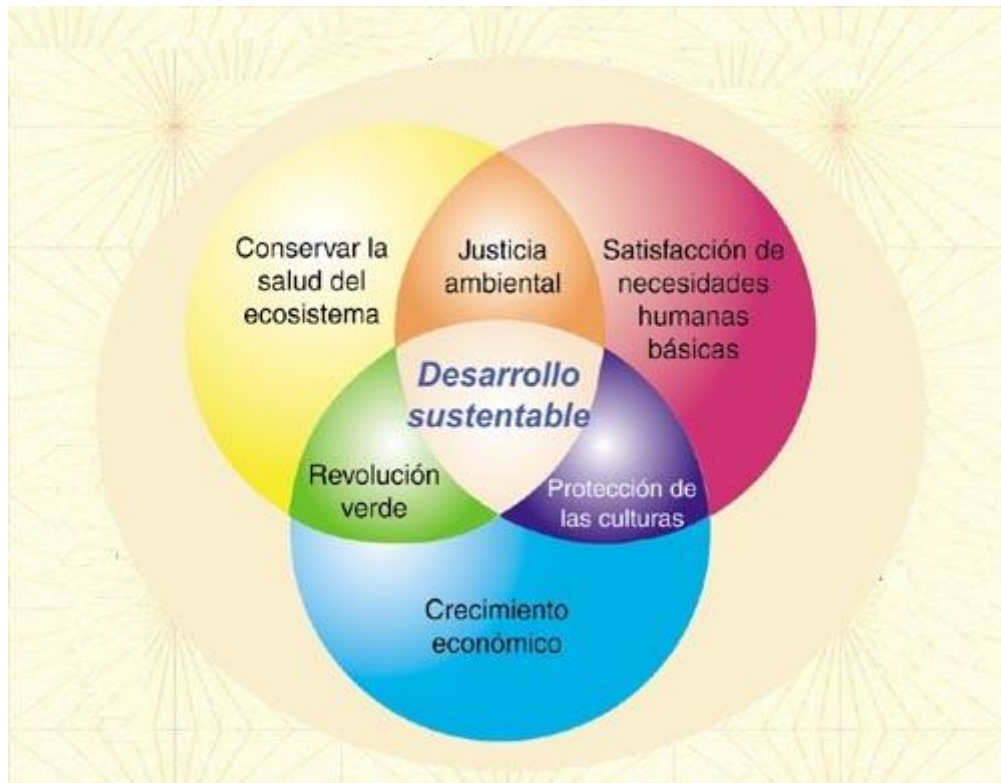 Conservar la
salud del
ecosistema
Justicia
ambiental
Satisfacción de
necesidades
humanas
básicas
Desarrollo
sustentable
Revolución
verde
Protección de
las culturas
Crecimiento
económico